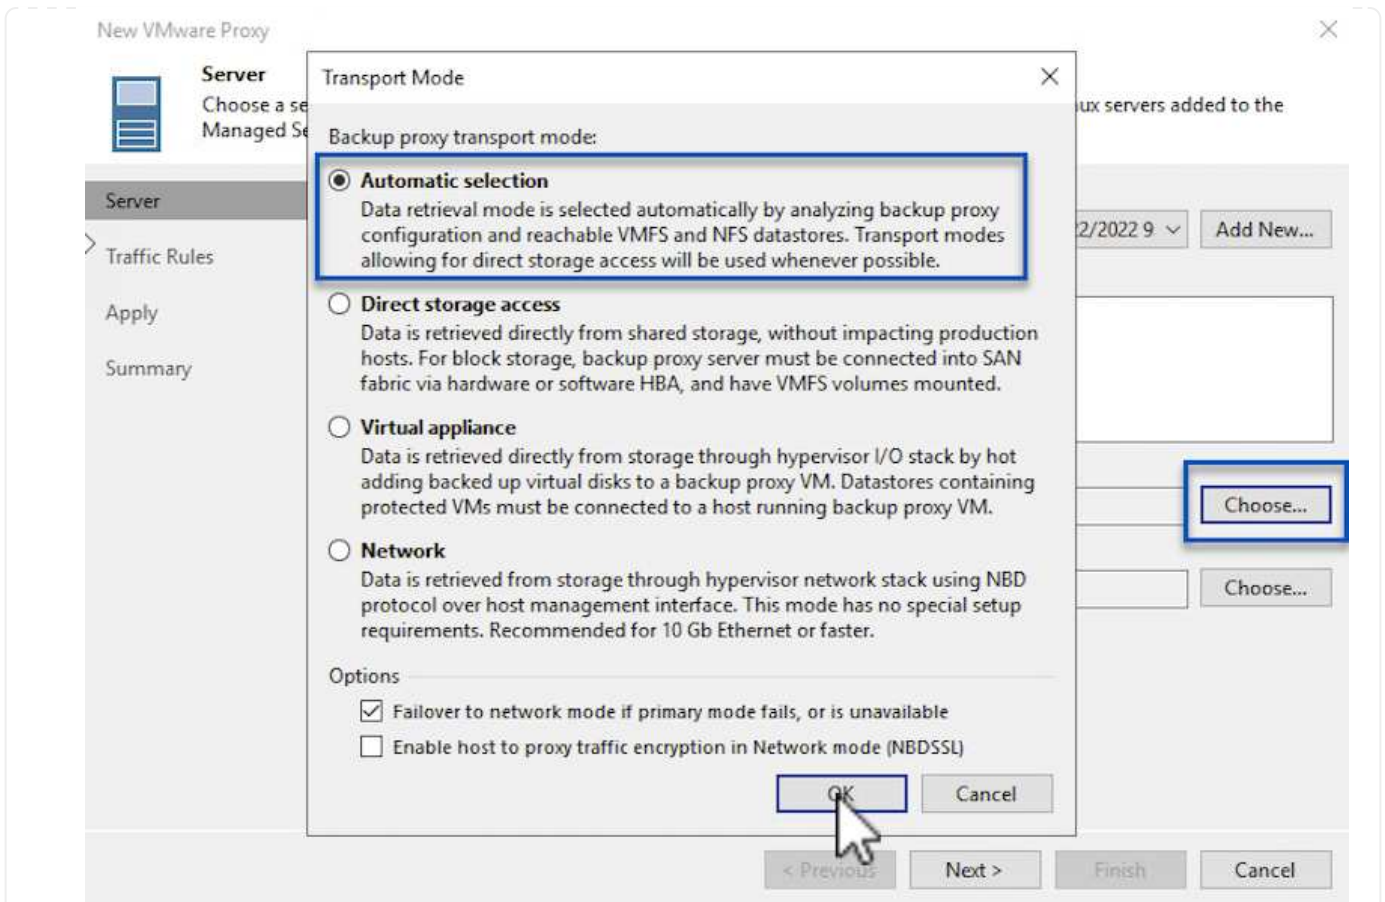 New VMware Proxy
Server
Choose a se
ux servers added to the
Managed Se
Server
Traffic Rules
Apply
Summary
Transport Mode
Backup proxy transport mode:
Automatic selection
Data retrieval mode is selected automatically by analyzing backup proxy
configuration and reachable VMFS and NFS datastores. Transport modes
allowing for direct storage access will be used whenever possible.
Direct storage access
Data is retrieved directly from shared storage, without impacting production
hosts. For block storage, backup proxy server must be connected into SAN
fabric via hardware or software HBA, and have VMFS volumes mounted.
Virtual appliance
Data is retrieved directly from storage through hypervisor I/O stack by hot
adding backed up virtual disks to a backup proxy VM. Datastores containing
protected VMs must be connected to a host running backup proxy VM.
Network
Data is retrieved from storage through hypervisor network stack using NBD
protocol over host management interface. This mode has no special setup
requirements. Recommended for 10 Gb Ethernet or faster.
Options
Failover to network mode if primary mode fails, or is unavailable
Enable host to proxy traffic encryption in Network mode (NBDSSL)
OK
Cancel
2/2022 9
Add New...
Choose...
Choose...
< Previous
Next >
Finish
Cancel